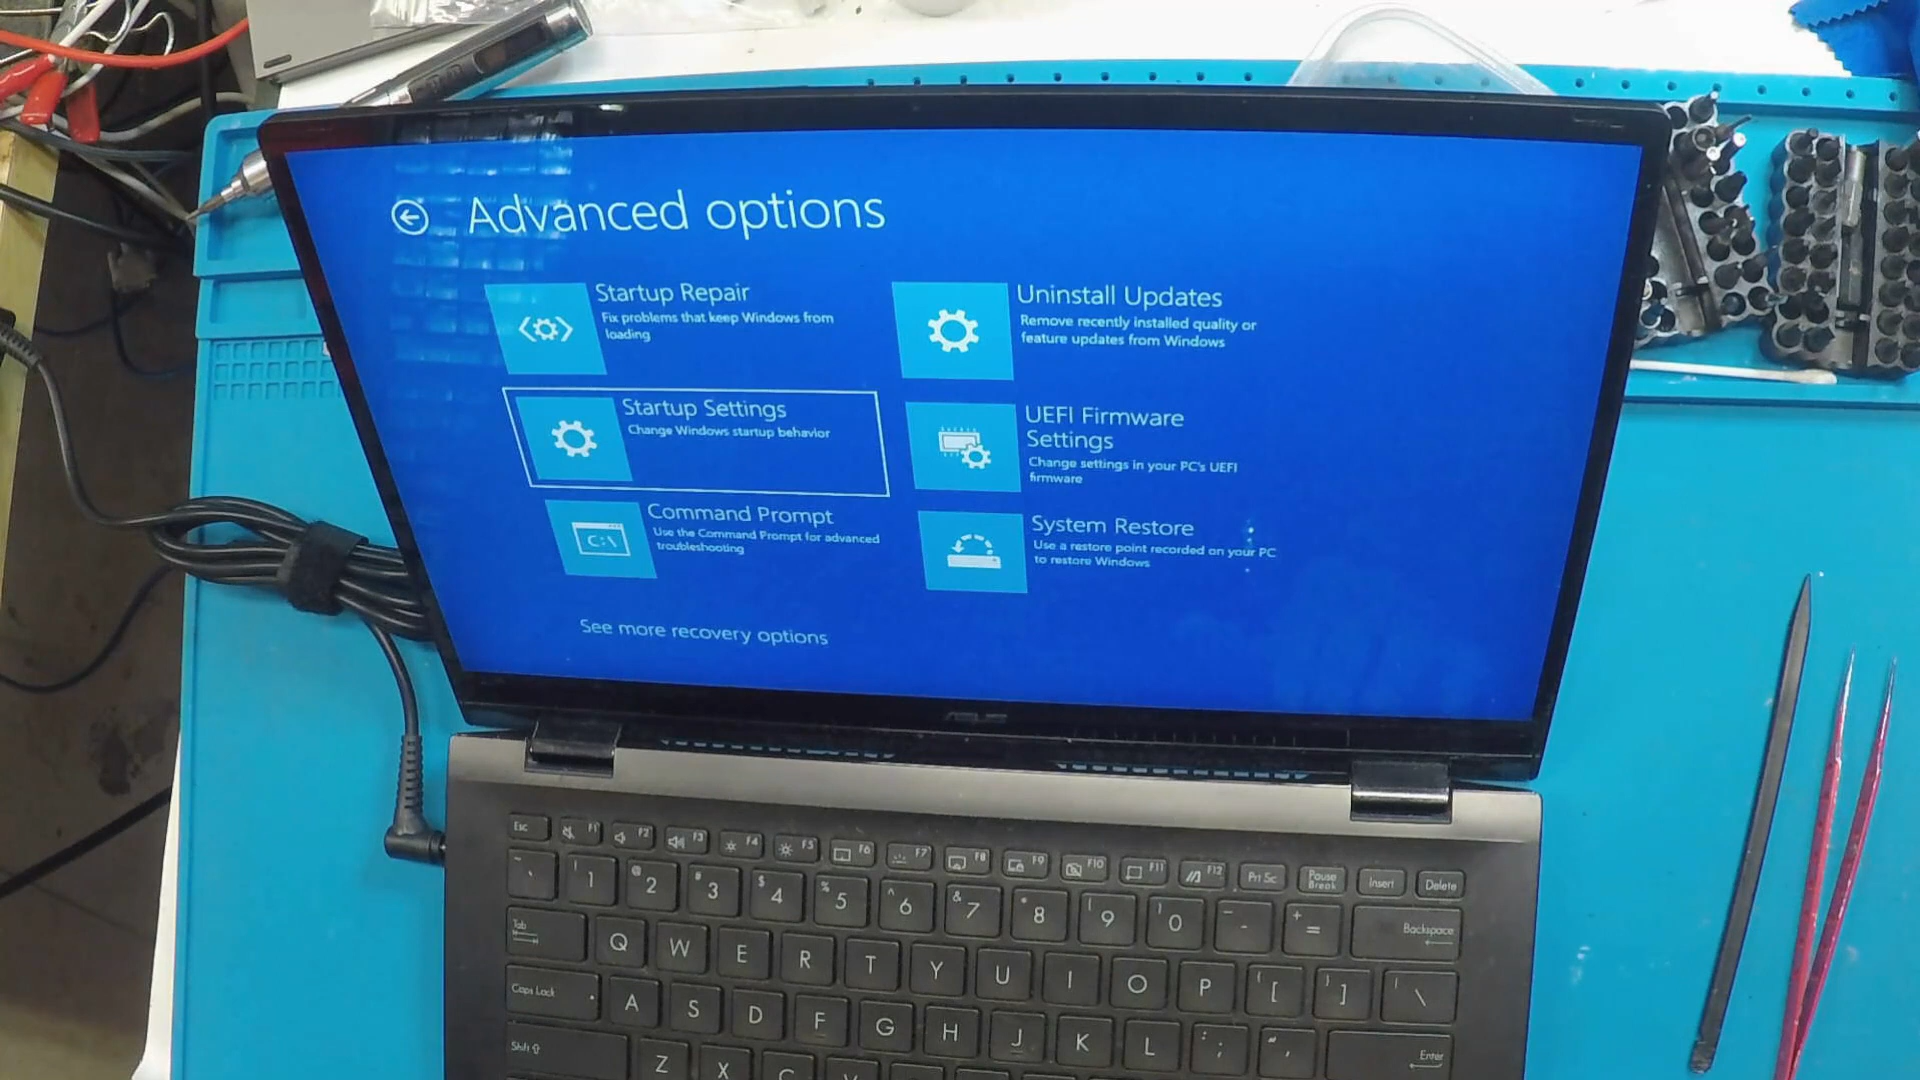 Advanced options
Startup Repair
Fix problems that keep Windows from
loading
Uninstall Updates
Remove recently installed quality or
feature updates from Windows
Startup Settings
Change Windows startup behavior
UEFI Firmware
Settings
Change settings in your PC's UEFI
firmware
C:\
Command Prompt
Use the Command Prompt for advanced
troubleshooting
System Restore
Use a restore point recorded on your PC
to restore Windows
See more recovery options
ASUS
Esc F1 F2 F3 F4 F5 F6 F7 F8 F9 F10 F11 F12 Prt Sc Pause Break Insert Delete
~ ` ! 1 @ 2 # 3 $ 4 % 5 ^ 6 & 7 * 8 ( 9 ) 0 - + = Backspace
Tab Q W E R T Y U I O P [ ] \
Caps Lock A S D F G H J K L : ; " ' Enter
Shift Z X C V